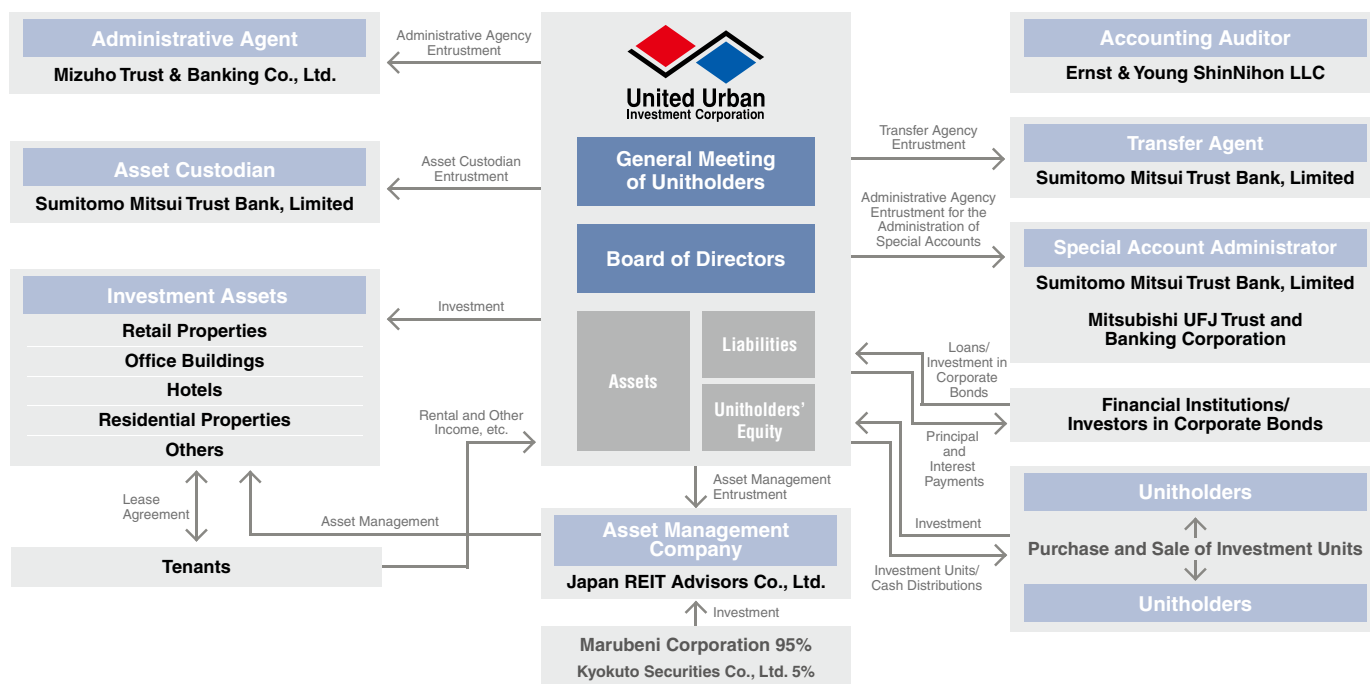 Administrative Agent
Mizuho Trust & Banking Co., Ltd.
Administrative Agency
Entrustment
Asset Custodian
Sumitomo Mitsui Trust Bank, Limited
Asset Custodian
Entrustment
Investment Assets
Retail Properties
Office Buildings
Hotels
Residential Properties
Others
Investment
Rental and Other
Income, etc.
Lease
Agreement
Asset Management
Tenants
United Urban
Investment Corporation
General Meeting
of Unitholders
Board of Directors
Assets
Liabilities
Unitholders'
Equity
Asset Management
Entrustment
Asset Management
Company
Japan REIT Advisors Co., Ltd.
Investment
Marubeni Corporation 95%
Kyokuto Securities Co., Ltd. 5%
Accounting Auditor
Ernst & Young ShinNihon LLC
Transfer Agency
Entrustment
Transfer Agent
Sumitomo Mitsui Trust Bank, Limited
Administrative Agency
Entrustment for the
Administration of
Special Accounts
Special Account Administrator
Sumitomo Mitsui Trust Bank, Limited
Mitsubishi UFJ Trust and
Banking Corporation
Loans/
Investment in
Corporate
Bonds
Financial Institutions/
Investors in Corporate Bonds
Principal
and
Interest
Payments
Investment
Investment Units/
Cash Distributions
Unitholders
Purchase and Sale of Investment Units
Unitholders